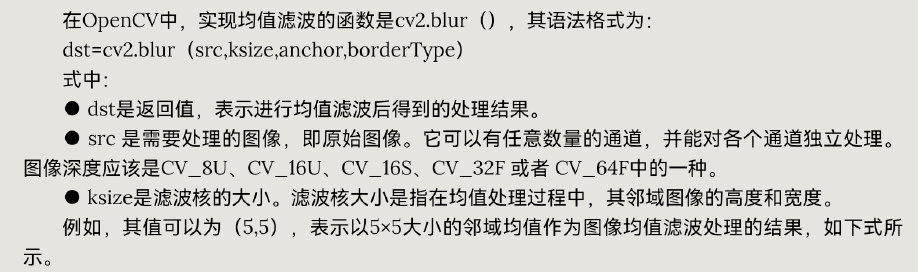 在OpenCV中，实现均值滤波的函数是cv2.blur（），其语法格式为：
dst=cv2.blur（src,ksize,anchor,borderType）
式中：
● dst是返回值，表示进行均值滤波后得到的处理结果。
● src 是需要处理的图像，即原始图像。它可以有任意数量的通道，并能对各个通道独立处理。
图像深度应该是CV_8U、CV_16U、CV_16S、CV_32F 或者 CV_64F中的一种。
● ksize是滤波核的大小。滤波核大小是指在均值处理过程中，其邻域图像的高度和宽度。
例如，其值可以为（5,5），表示以5×5大小的邻域均值作为图像均值滤波处理的结果，如下式所
示。